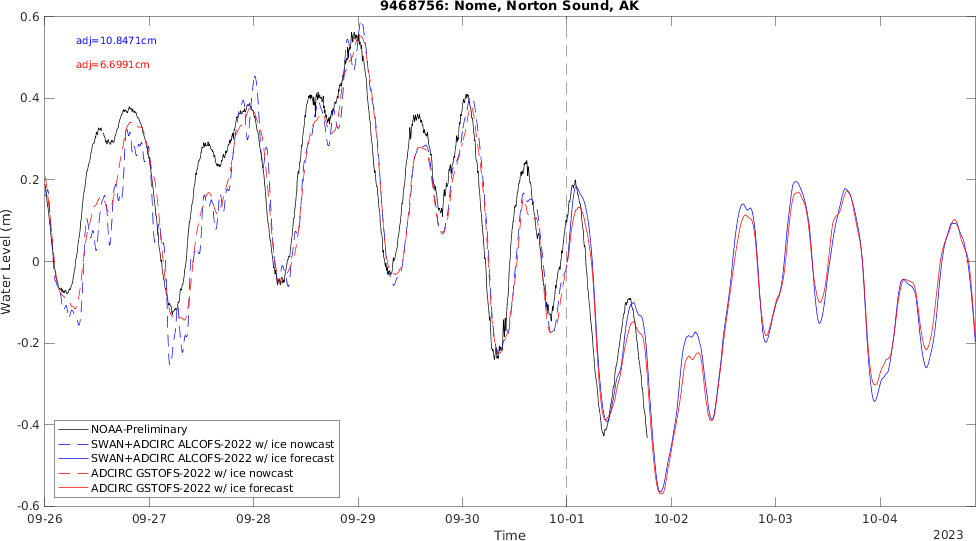 9468756: Nome, Norton Sound, AK
0.6
adj=10.8471cm
adj=6.6991cm
0.4
0.2
0
-0.2
-0.4
-0.6
Water Level (m)
NOAA-Preliminary
SWAN+ADCIRC ALCOFS-2022 w/ ice nowcast
SWAN+ADCIRC ALCOFS-2022 w/ ice forecast
ADCIRC GSTOFS-2022 w/ ice nowcast
ADCIRC GSTOFS-2022 w/ ice forecast
09-26 09-27 09-28 09-29 09-30 10-01 10-02 10-03 10-04
Time
2023